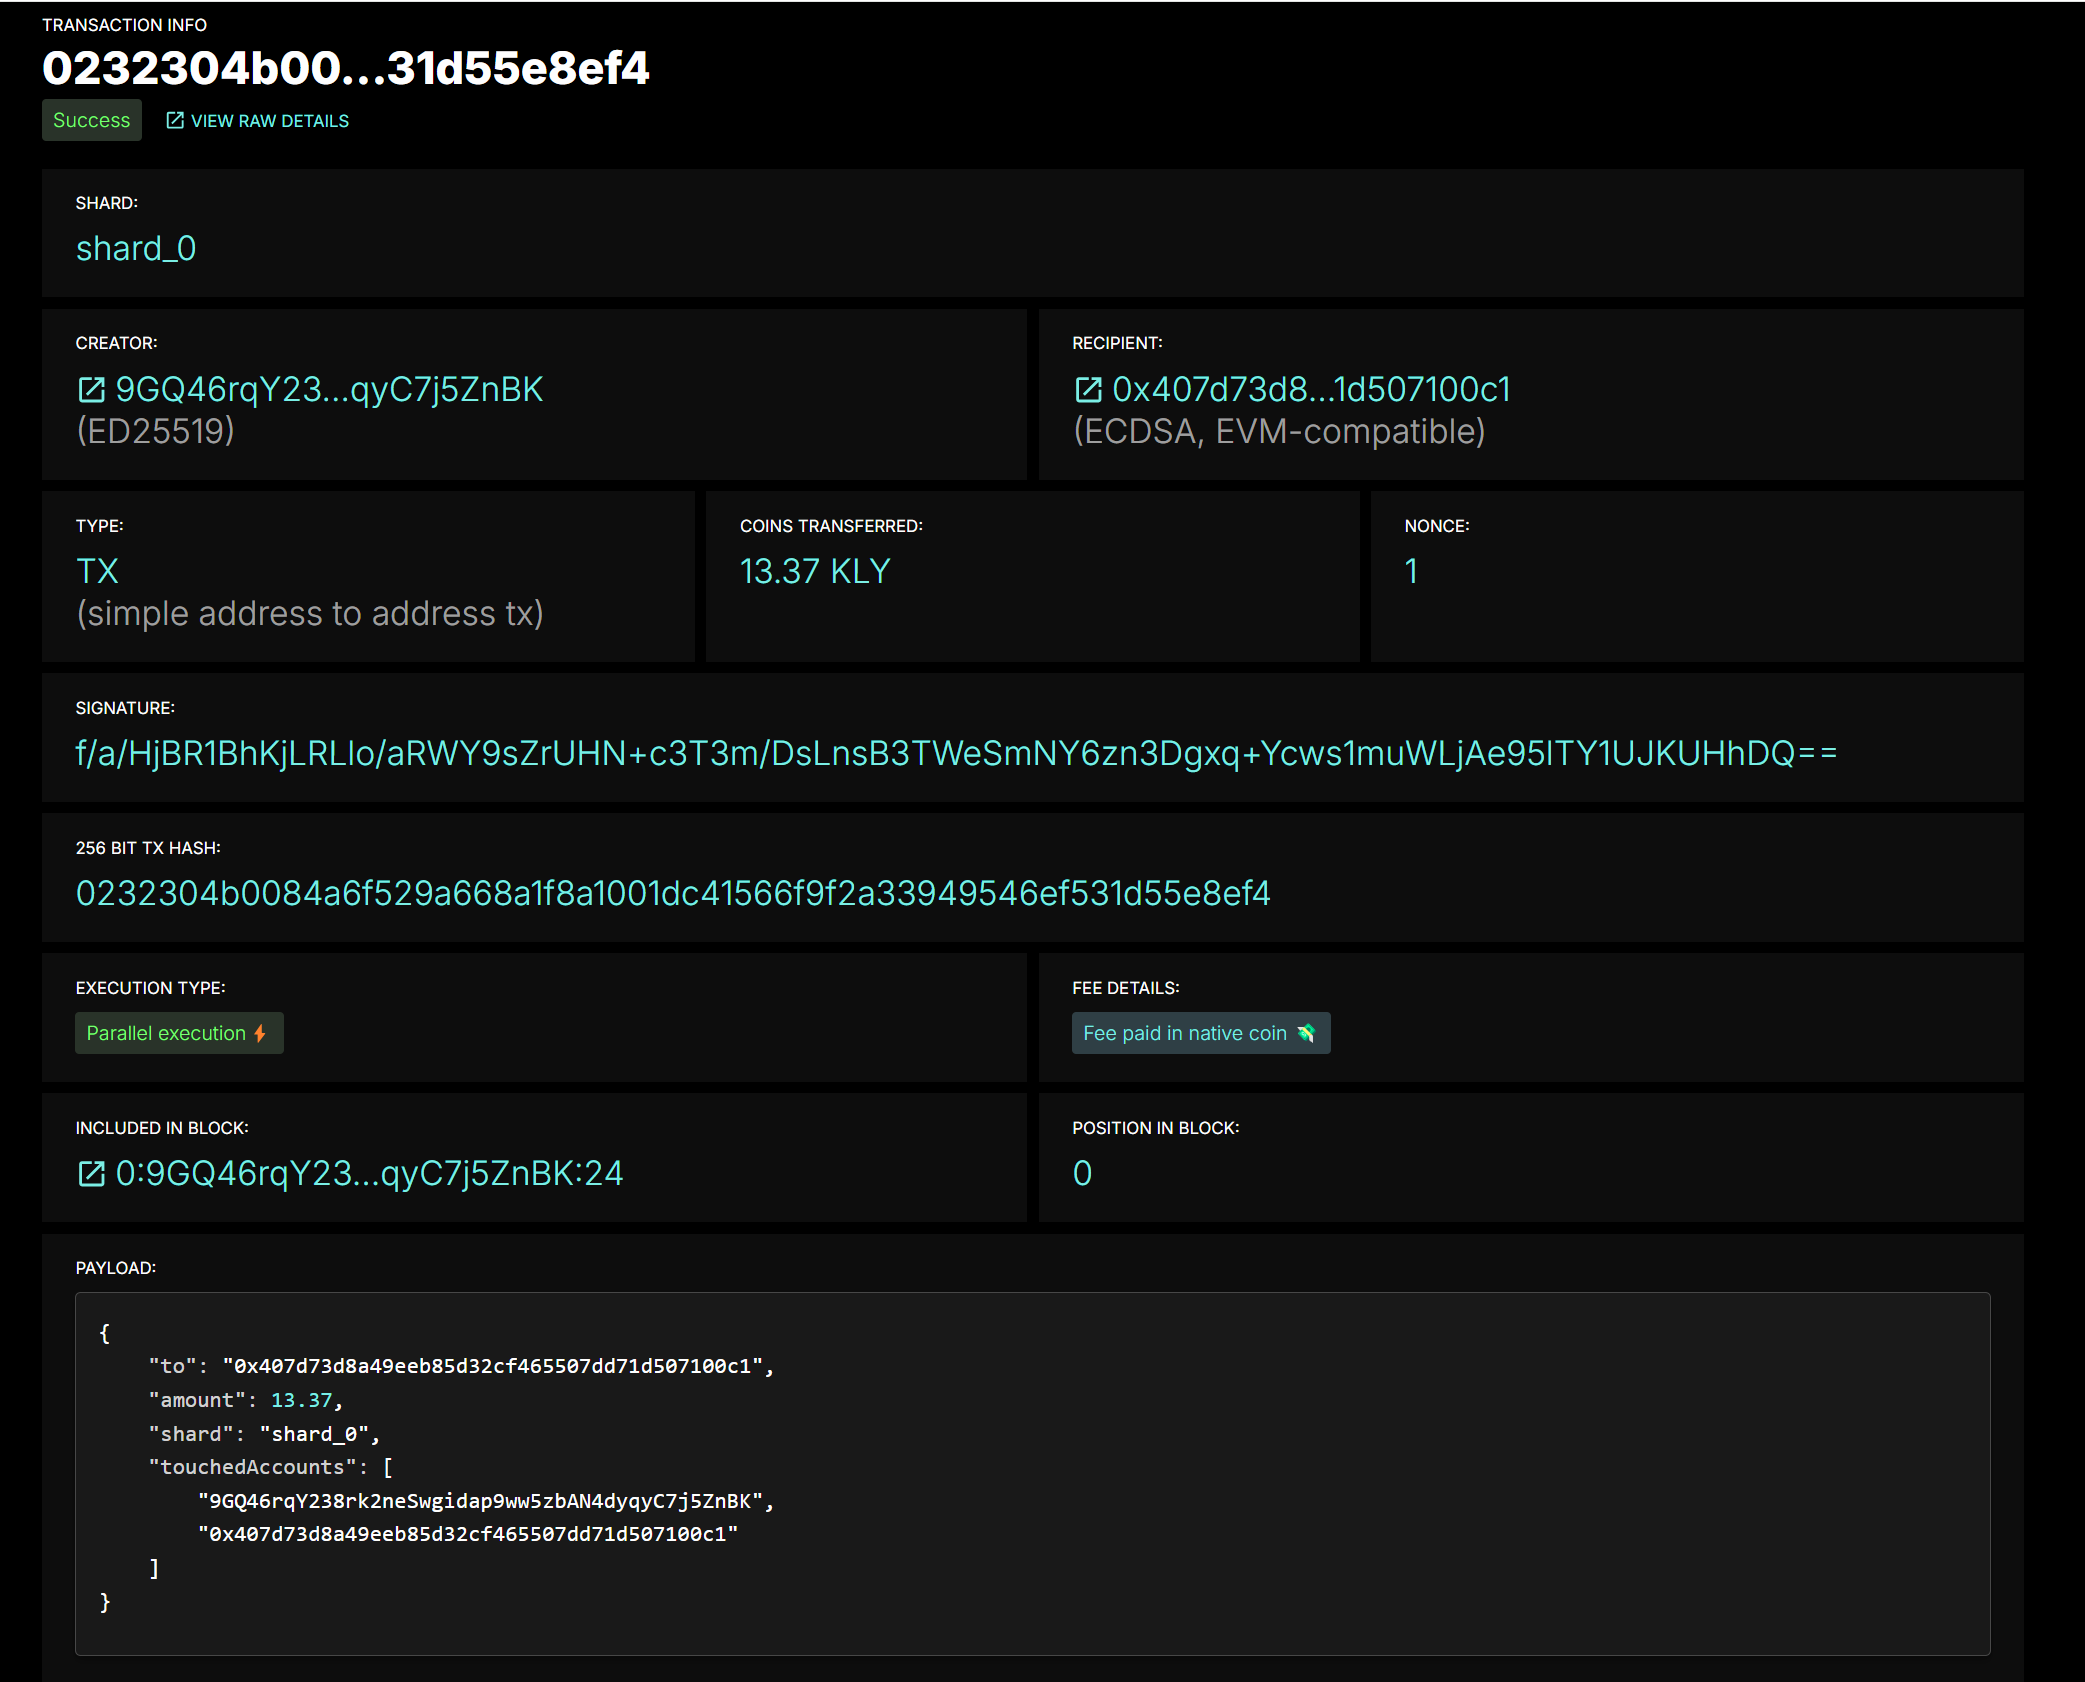 TRANSACTION INFO
0232304b00...31d55e8ef4
Success
VIEW RAW DETAILS
SHARD:
shard_0
CREATOR:
9GQ46rqY23...qyC7j5ZnBK
(ED25519)
RECIPIENT:
0x407d73d8...1d507100c1
(ECDSA, EVM-compatible)
TYPE:
TX
(simple address to address tx)
COINS TRANSFERRED:
13.37 KLY
NONCE:
1
SIGNATURE:
f/a/HjBR1BhKjLRLIo/aRWY9sZrUHN+c3T3m/DsLnsB3TWeSmNY6zn3Dgxq+Ycws1muWLjAe95lTY1UJKUHhDQ==
256 BIT TX HASH:
0232304b0084a6f529a668a1f8a1001dc41566f9f2a33949546ef531d55e8ef4
EXECUTION TYPE:
Parallel execution
FEE DETAILS:
Fee paid in native coin
INCLUDED IN BLOCK:
0:9GQ46rqY23...qyC7j5ZnBK:24
POSITION IN BLOCK:
0
PAYLOAD:
{
"to": "0x407d73d8a49eeb85d32cf465507dd71d507100c1",
"amount": 13.37,
"shard": "shard_0",
"touchedAccounts": [
"9GQ46rqY238rk2neSwgidap9ww5zbAN4dyqyC7j5ZnBK",
"0x407d73d8a49eeb85d32cf465507dd71d507100c1"
]
}